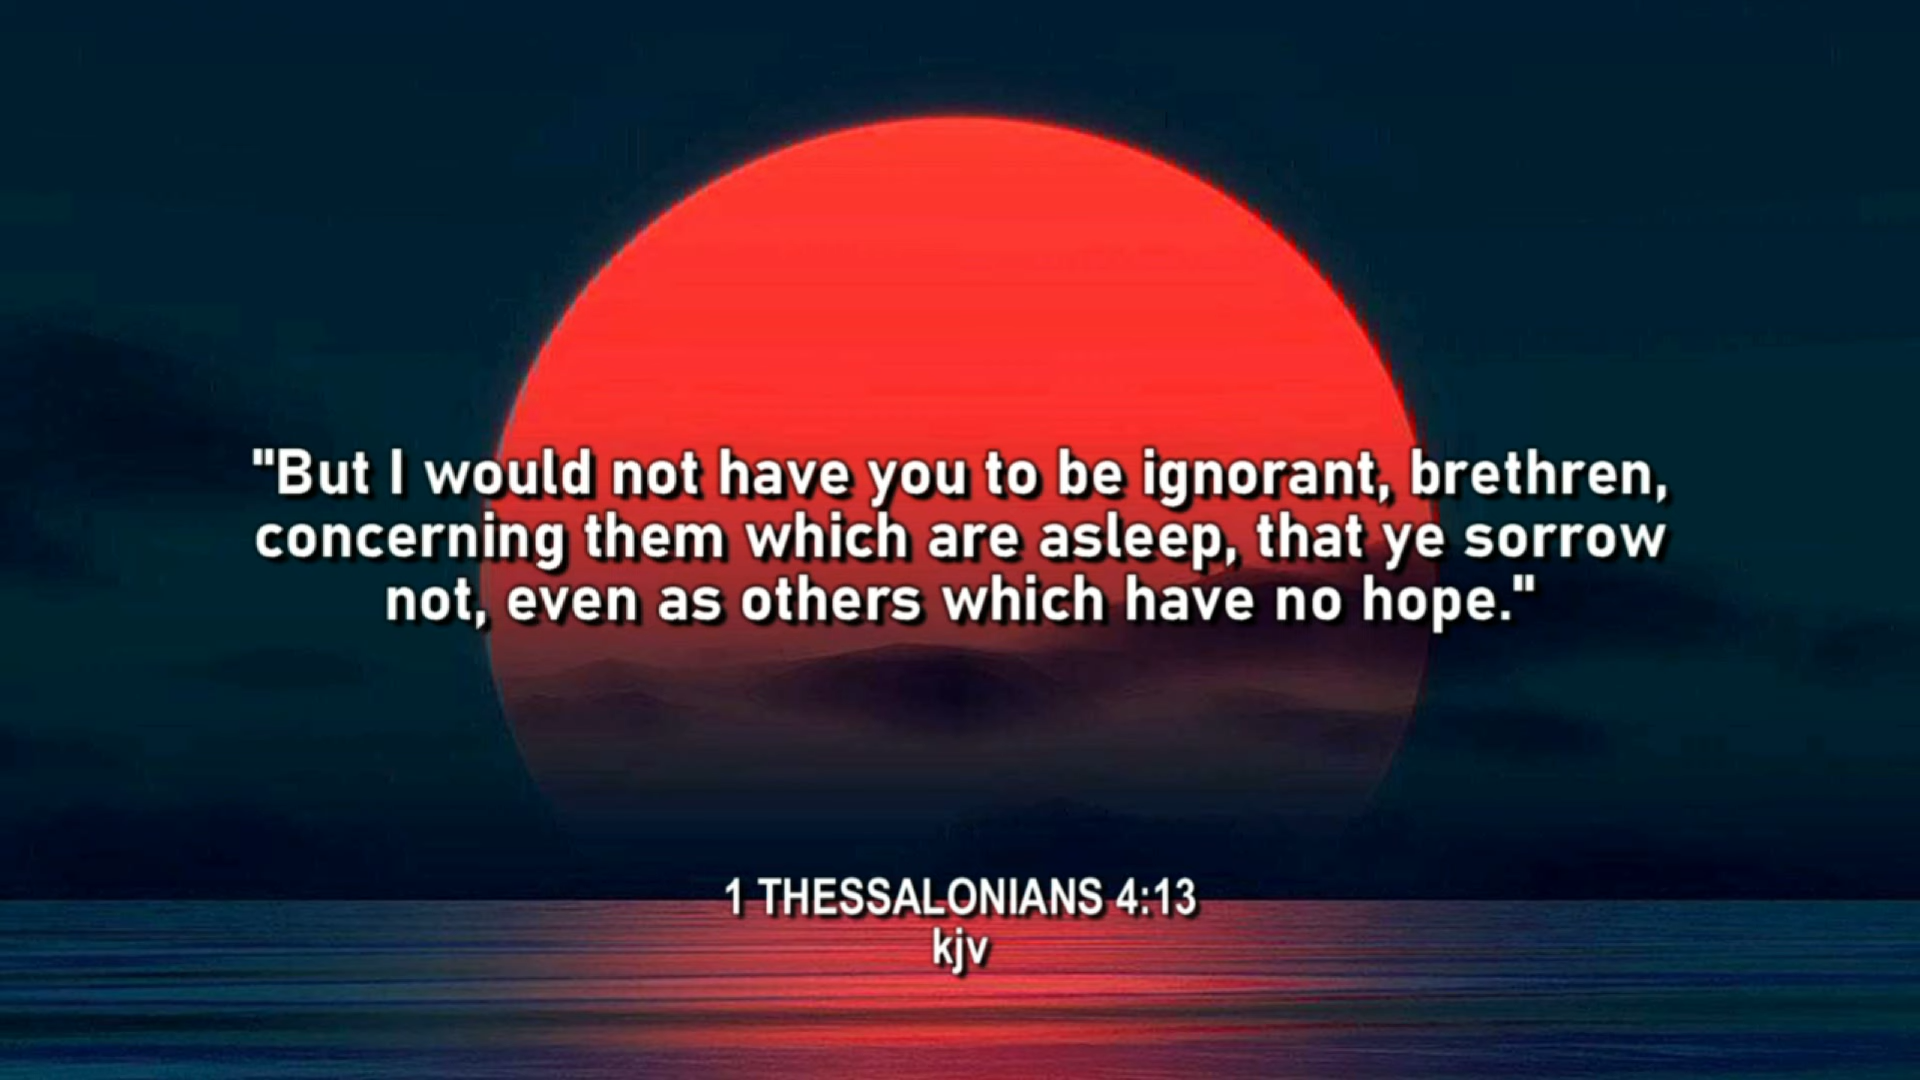 "But I would not have you to be ignorant, brethren,
concerning them which are asleep, that ye sorrow
not, even as others which have no hope."
1 THESSALONIANS 4:13
kjv